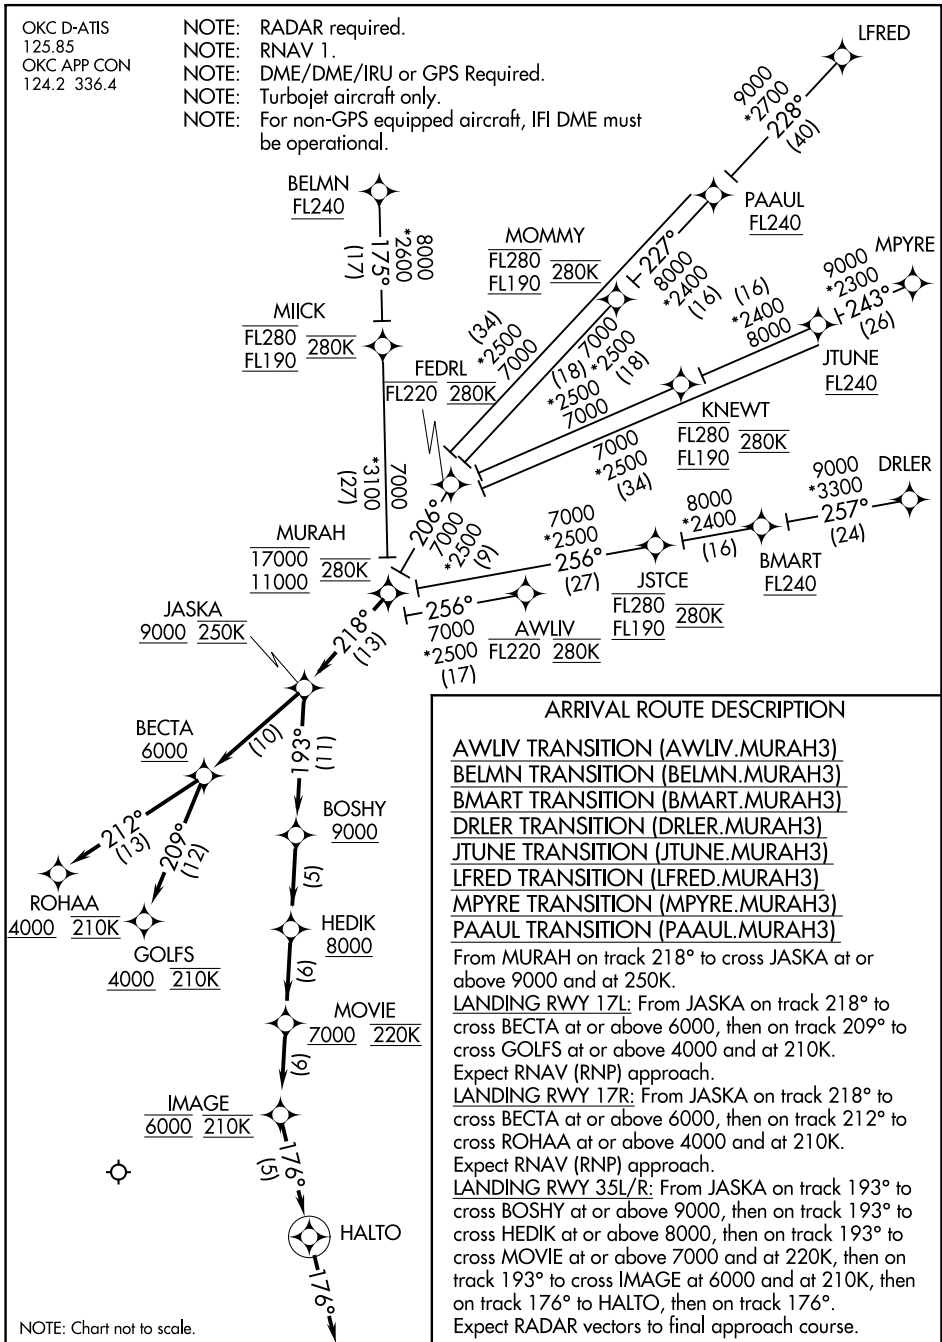 OKC D-ATIS
125.85
OKC APP CON
124.2 336.4
NOTE: RADAR required.
NOTE: RNAV 1.
NOTE: DME/DME/IRU or GPS Required.
NOTE: Turbojet aircraft only.
NOTE: For non-GPS equipped aircraft, IFI DME must
be operational.
LFRED
9000
*2700
228°
(40)
BELMN
FL240
PAAUL
FL240
8000
*2600
175°
(17)
MOMMY
FL280
FL190
280K
227°
8000
*2400
(16)
MPYRE
9000
*2300
243°
(26)
(16)
*2400
8000
JTUNE
FL240
MIICK
FL280
FL190
280K
(34)
*2500
7000
7000
*2500
(18)
FEDRL
FL220 280K
(18)
*2500
7000
KNEWT
FL280
FL190
280K
7000
*2500
(34)
7000
*3100
(27)
206°
7000
*2500
(9)
DRLER
9000
*3300
257°
(24)
8000
*2400
(16)
BMART
FL240
7000
*2500
256°
(27)
JSTCE
FL280
FL190
280K
MURAH
17000
11000
280K
256°
7000
*2500
(17)
AWLIV
FL220 280K
JASKA
9000 250K
218°
(13)
BECTA
6000
(10)
193°
(11)
212°
(13)
209°
(12)
ROHAA
4000 210K
GOLFS
4000 210K
BOSHY
9000
(5)
HEDIK
8000
(6)
MOVIE
7000 220K
(6)
IMAGE
6000 210K
176°
(5)
HALTO
176°
NOTE: Chart not to scale.
ARRIVAL ROUTE DESCRIPTION
AWLIV TRANSITION (AWLIV.MURAH3)
BELMN TRANSITION (BELMN.MURAH3)
BMART TRANSITION (BMART.MURAH3)
DRLER TRANSITION (DRLER.MURAH3)
JTUNE TRANSITION (JTUNE.MURAH3)
LFRED TRANSITION (LFRED.MURAH3)
MPYRE TRANSITION (MPYRE.MURAH3)
PAAUL TRANSITION (PAAUL.MURAH3)
From MURAH on track 218° to cross JASKA at or
above 9000 and at 250K.
LANDING RWY 17L: From JASKA on track 218° to
cross BECTA at or above 6000, then on track 209° to
cross GOLFS at or above 4000 and at 210K.
Expect RNAV (RNP) approach.
LANDING RWY 17R: From JASKA on track 218° to
cross BECTA at or above 6000, then on track 212° to
cross ROHAA at or above 4000 and at 210K.
Expect RNAV (RNP) approach.
LANDING RWY 35L/R: From JASKA on track 193° to
cross BOSHY at or above 9000, then on track 193° to
cross HEDIK at or above 8000, then on track 193° to
cross MOVIE at or above 7000 and at 220K, then on
track 193° to cross IMAGE at 6000 and at 210K, then
on track 176° to HALTO, then on track 176°.
Expect RADAR vectors to final approach course.